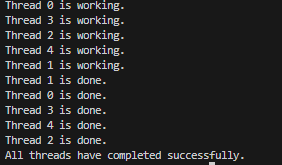 Thread 0 is working.
Thread 3 is working.
Thread 2 is working.
Thread 4 is working.
Thread 1 is working.
Thread 1 is done.
Thread 0 is done.
Thread 3 is done.
Thread 4 is done.
Thread 2 is done.
All threads have completed successfully.